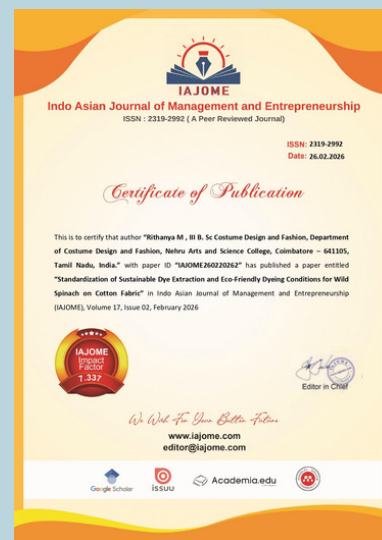 IAJOME
Indo Asian Journal of Management and Entrepreneurship
ISSN : 2319-2992 ( A Peer Reviewed Journal)
ISSN: 2319-2992
Date: 26.02.2026
Certificate of Publication
This is to certify that author "Rithanya M , III B. Sc Costume Design and Fashion, Department
of Costume Design and Fashion, Nehru Arts and Science College, Coimbatore – 641105,
Tamil Nadu, India." with paper ID "IAJOME260220262" has published a paper entitled
"Standardization of Sustainable Dye Extraction and Eco-Friendly Dyeing Conditions for Wild
Spinach on Cotton Fabric" in Indo Asian Journal of Management and Entrepreneurship
(IAJOME), Volume 17, Issue 02, February 2026
IAJOME
Impact
Factor
7.337
Editor in Chief
We Wish For Your Better Future
www.iajome.com
editor@iajome.com
Google Scholar
issuu
Academia.edu